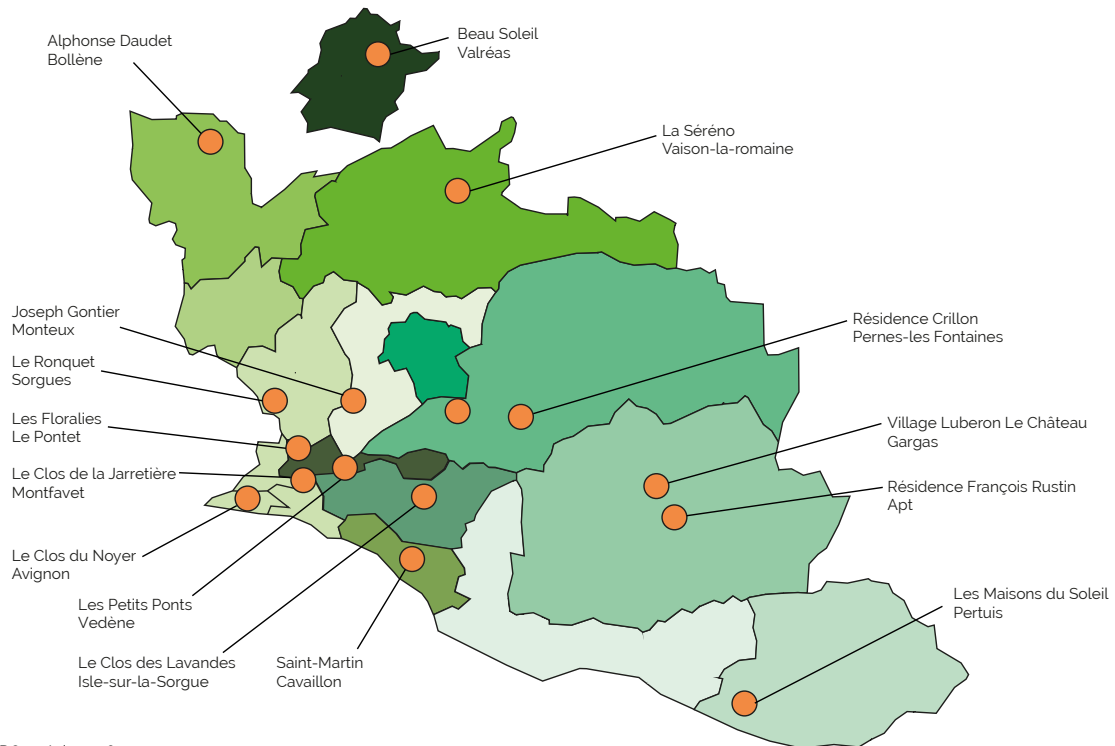 Alphonse Daudet
Bollène
Beau Soleil
Valréas
La Séréno
Vaison-la-romaine
Joseph Gontier
Monteux
Le Ronquet
Sorgues
Les Floralies
Le Pontet
Le Clos de la Jarretière
Montfavet
Le Clos du Noyer
Avignon
Les Petits Ponts
Vedène
Le Clos des Lavandes
Isle-sur-la-Sorgue
Saint-Martin
Cavaillon
Résidence Crillon
Pernes-les Fontaines
Village Luberon Le Château
Gargas
Résidence François Rustin
Apt
Les Maisons du Soleil
Pertuis